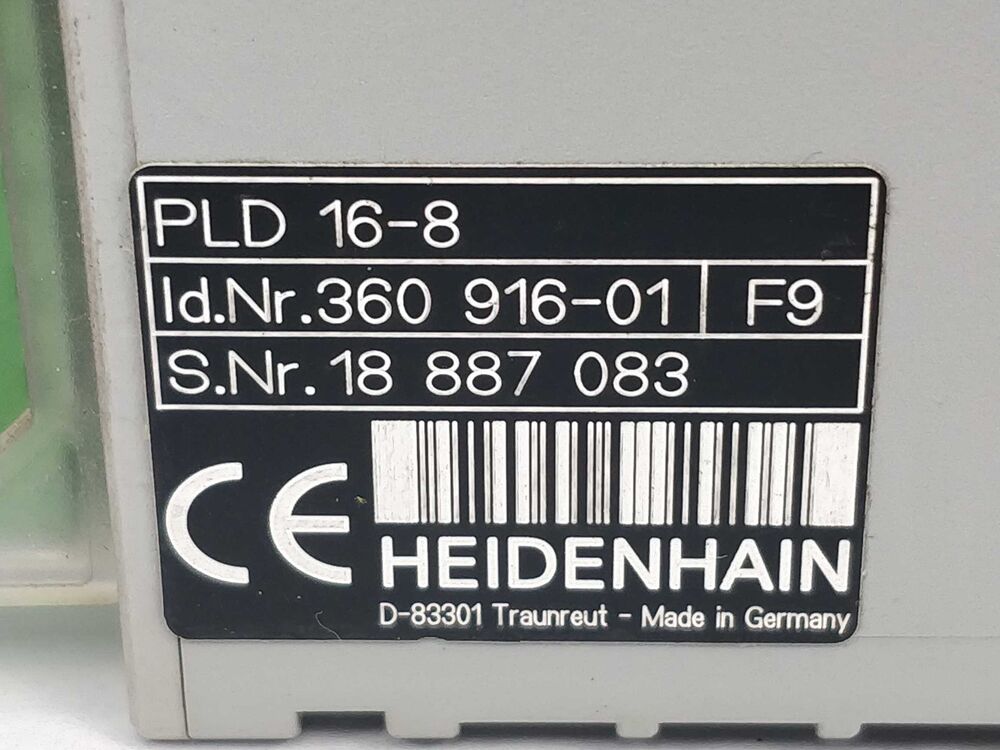 PLD 16-8
Id.Nr.360 916-01 F9
S.Nr.18 887 083
CE
HEIDENHAIN
D-83301 Traunreut - Made in Germany